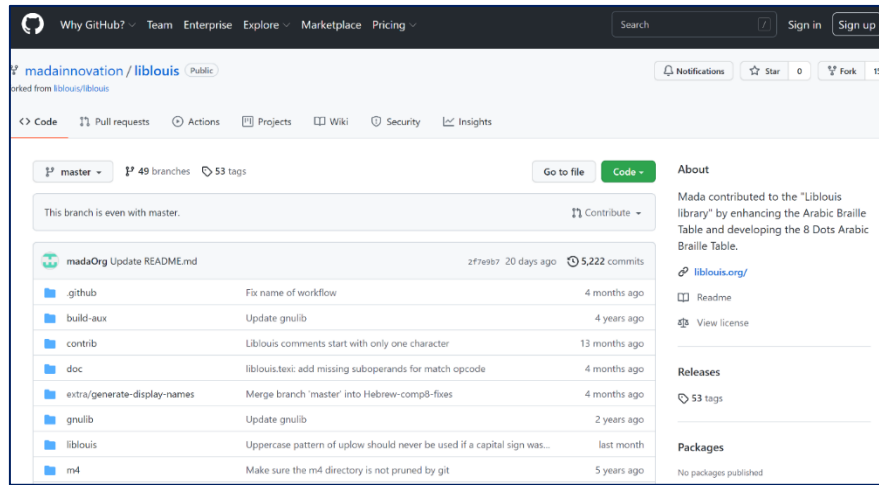 Why GitHub? Team Enterprise Explore Marketplace Pricing Search / Sign in Sign up
madainnovation / liblouis Public Notifications Star 0 Fork 15
orked from liblouis/liblouis
<> Code Pull requests Actions Projects Wiki Security Insights
master 49 branches 53 tags Go to file Code
This branch is even with master. Contribute
madaOrg Update README.md 2f7e9b7 20 days ago 5,222 commits
.github Fix name of workflow 4 months ago
build-aux Update gnulib 4 years ago
contrib Liblouis comments start with only one character 13 months ago
doc liblouis.texi: add missing suboperands for match opcode 4 months ago
extra/generate-display-names Merge branch 'master' into Hebrew-comp8-fixes 4 months ago
gnulib Update gnulib 2 years ago
liblouis Uppercase pattern of uplow should never be used if a capital sign was... last month
m4 Make sure the m4 directory is not pruned by git 5 years ago
About
Mada contributed to the "Liblouis
library" by enhancing the Arabic Braille
Table and developing the 8 Dots Arabic
Braille Table.
liblouis.org/
Readme
View license
Releases
53 tags
Packages
No packages published